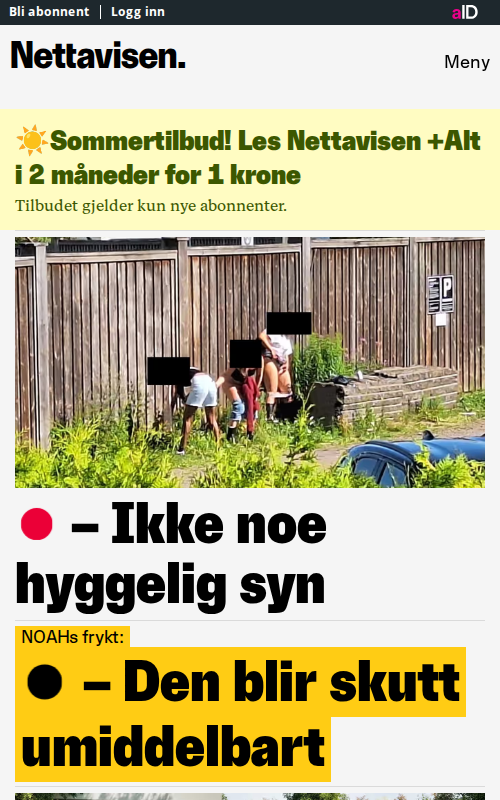 Bli abonnent | Logg inn
aID
Nettavisen.
Meny
☀️Sommertilbud! Les Nettavisen +Alt
i 2 måneder for 1 krone
Tilbudet gjelder kun nye abonnenter.
P
– Ikke noe
hyggelig syn
NOAHs frykt:
– Den blir skutt
umiddelbart